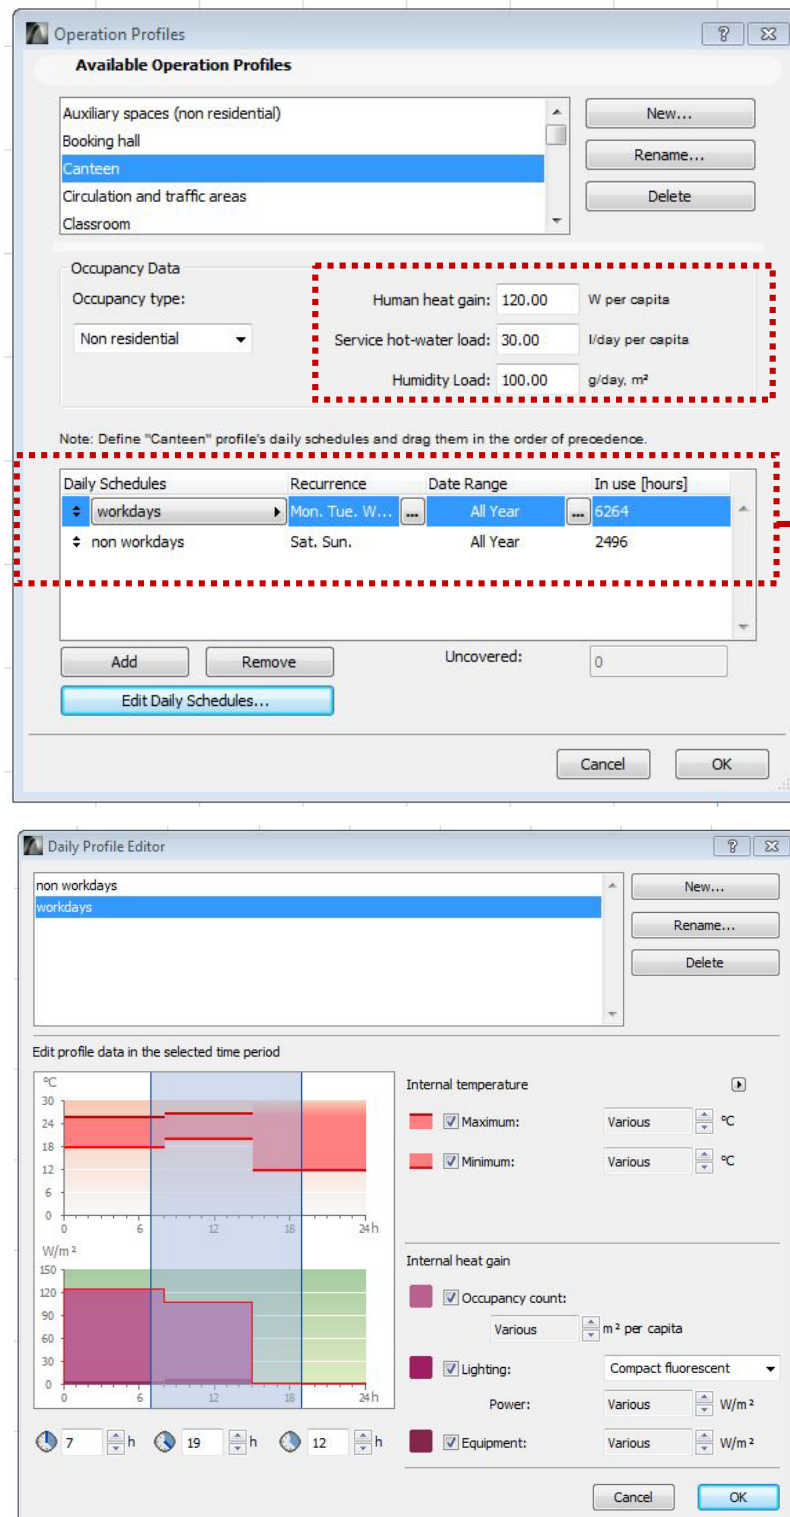 Operation Profiles
Available Operation Profiles
Auxiliary spaces (non residential)
Booking hall
Canteen
Circulation and traffic areas
Classroom
New...
Rename...
Delete
Occupancy Data
Occupancy type:
Non residential
Human heat gain: 120.00 W per capita
Service hot-water load: 30.00 l/day per capita
Humidity Load: 100.00 g/day, m²
Note: Define "Canteen" profile's daily schedules and drag them in the order of precedence.
Daily Schedules Recurrence Date Range In use [hours]
workdays Mon. Tue. W... ... All Year ... 6264
non workdays Sat. Sun. All Year 2496
Add Remove Uncovered: 0
Edit Daily Schedules...
Cancel OK
Daily Profile Editor
non workdays
workdays
New...
Rename...
Delete
Edit profile data in the selected time period
°C
30
24
18
12
6
0
0 6 12 18 24 h
W/m²
150
120
90
60
30
0
0 6 12 18 24 h
7 h 19 h 12 h
Internal temperature
Maximum: Various °C
Minimum: Various °C
Internal heat gain
Occupancy count:
Various m² per capita
Lighting: Compact fluorescent
Power: Various W/m²
Equipment: Various W/m²
Cancel OK